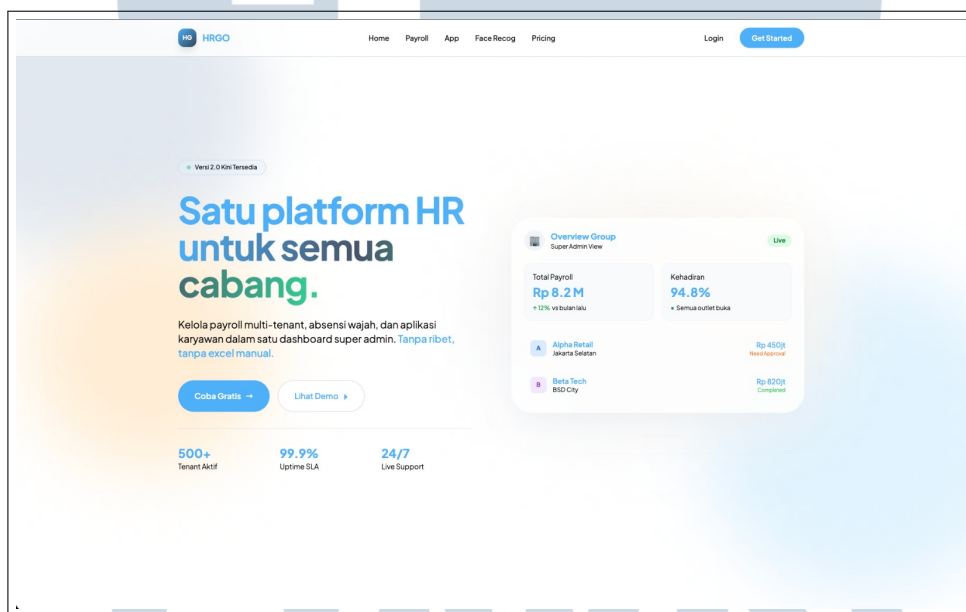 HG HRGO
Home Payroll App Face Recog Pricing
Login Get Started
Versi 2.0 Kini Tersedia
Satu platform HR
untuk semua
cabang.
Kelola payroll multi-tenant, absensi wajah, dan aplikasi
karyawan dalam satu dashboard super admin. Tanpa ribet,
tanpa excel manual.
Coba Gratis →
Lihat Demo
500+
Tenant Aktif
99.9%
Uptime SLA
24/7
Live Support
Overview Group
Super Admin View
Live
Total Payroll
Rp 8.2 M
↑ 12% vs bulan lalu
Kehadiran
94.8%
Semua outlet buka
A
Alpha Retail
Jakarta Selatan
Rp 450jt
Need Approval
B
Beta Tech
BSD City
Rp 820jt
Completed